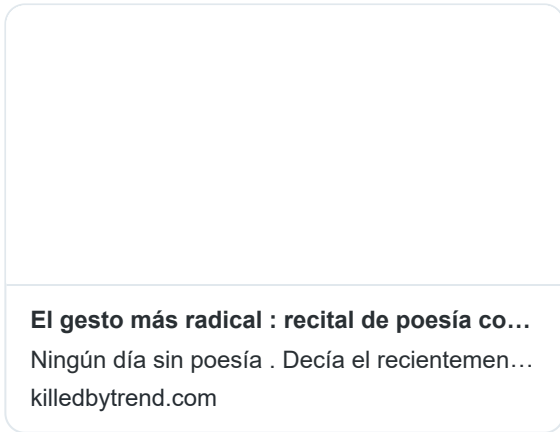 El gesto más radical : recital de poesía co...
Ningún día sin poesía . Decía el recientemen...
killedbytrend.com